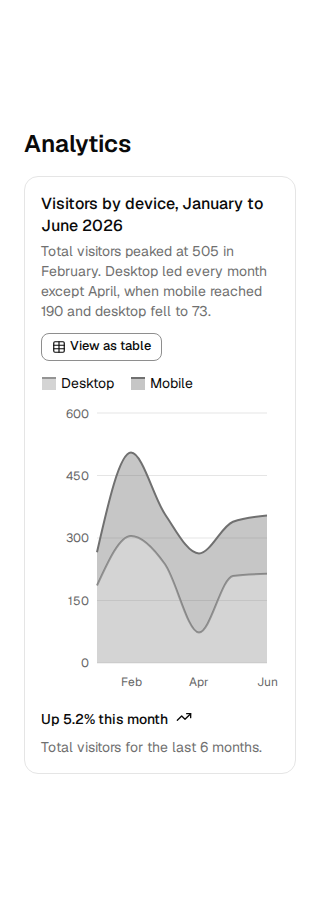 Analytics
Visitors by device, January to
June 2026
Total visitors peaked at 505 in
February. Desktop led every month
except April, when mobile reached
190 and desktop fell to 73.
View as table
Desktop Mobile
600
450
300
150
0
Feb Apr Jun
Up 5.2% this month
Total visitors for the last 6 months.